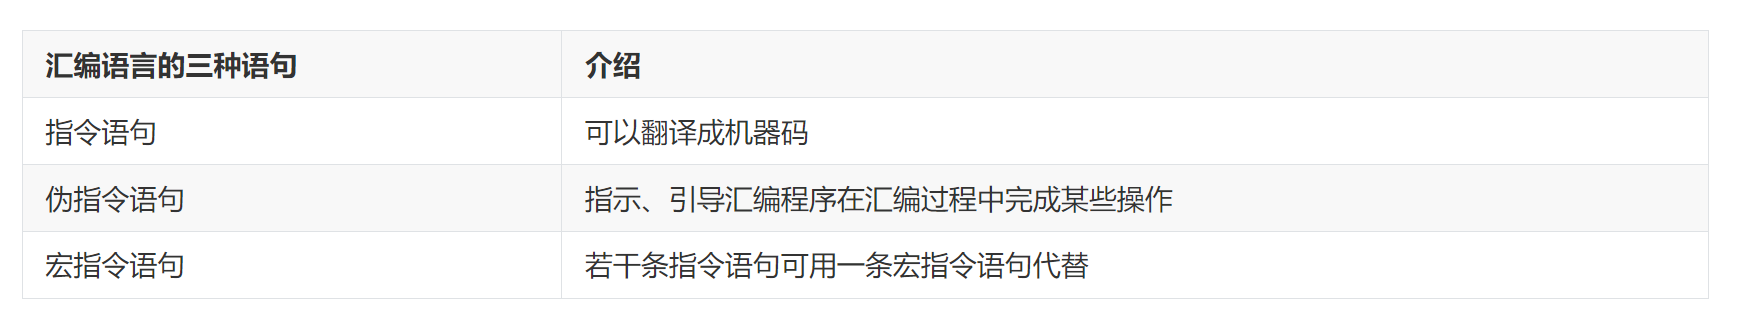 汇编语言的三种语句 介绍
指令语句 可以翻译成机器码
伪指令语句 指示、引导汇编程序在汇编过程中完成某些操作
宏指令语句 若干条指令语句可用一条宏指令语句代替